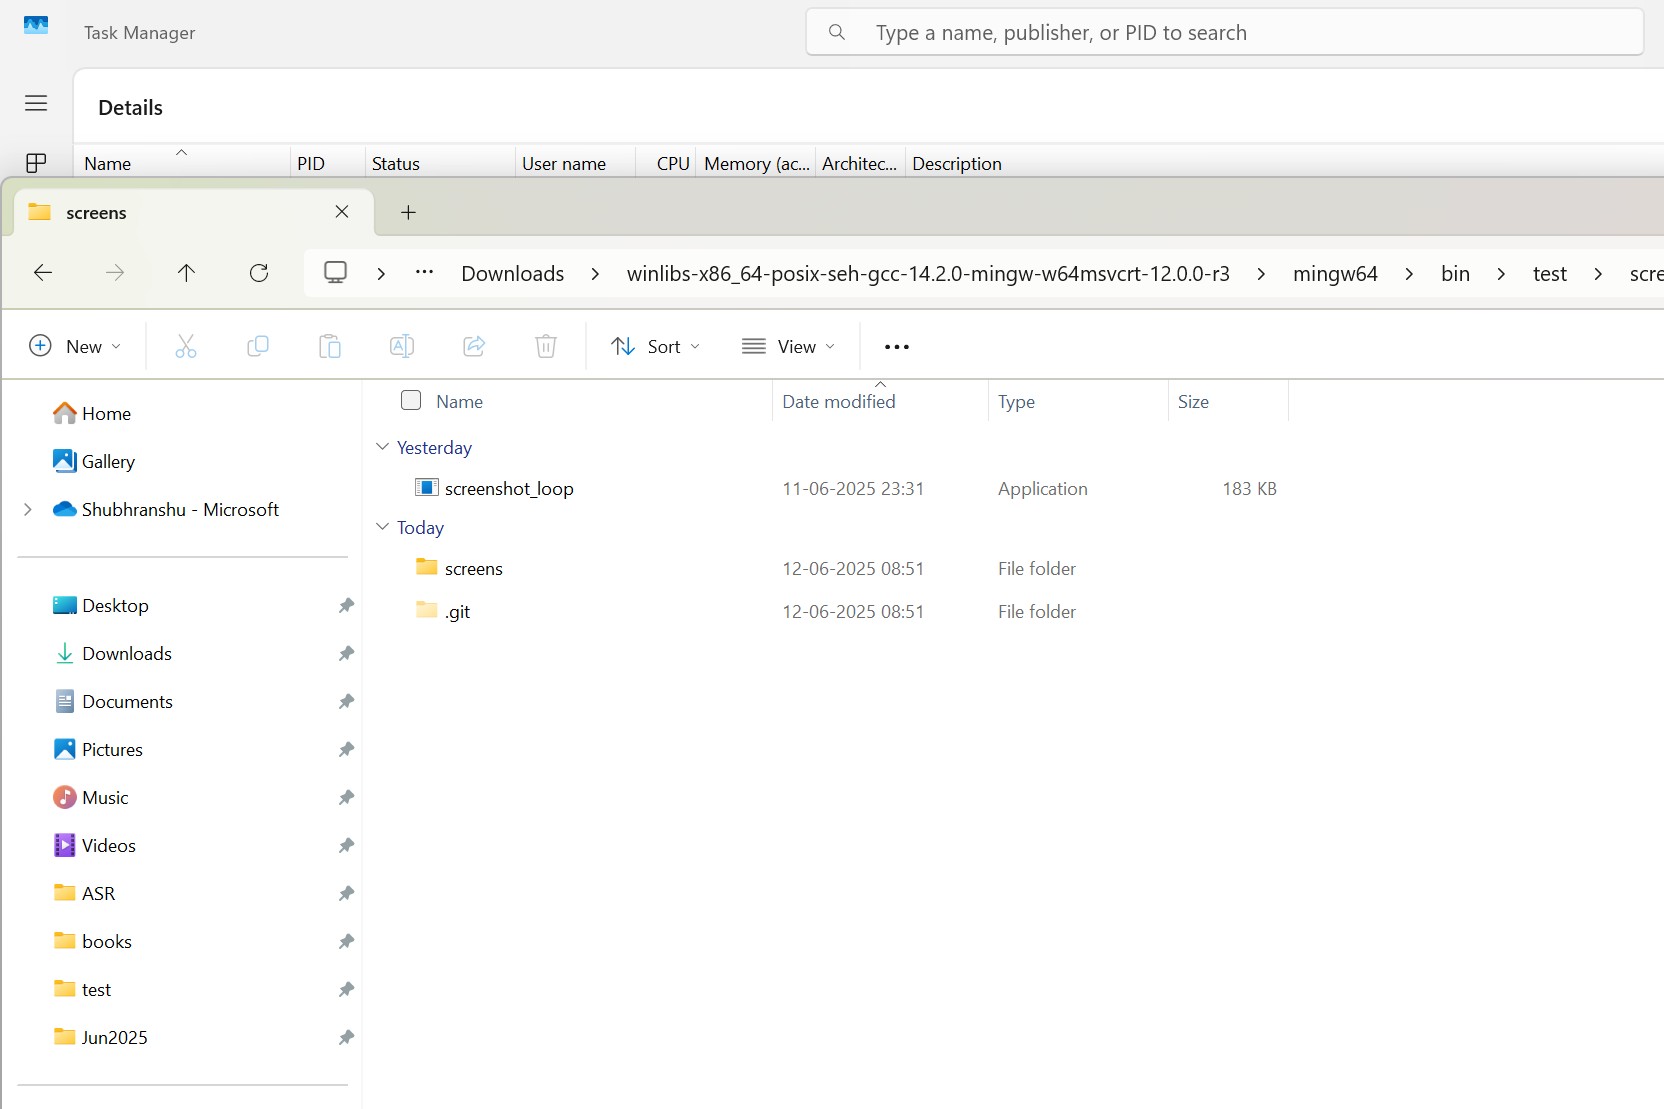 Task Manager
Type a name, publisher, or PID to search
Details
Name PID Status User name CPU Memory (ac... Architec... Description
screens
Downloads > winlibs-x86_64-posix-seh-gcc-14.2.0-mingw-w64msvcrt-12.0.0-r3 > mingw64 > bin > test > scre
New Sort View
Name Date modified Type Size
Home
Gallery
Shubhranshu - Microsoft
Desktop
Downloads
Documents
Pictures
Music
Videos
ASR
books
test
Jun2025
Yesterday
screenshot_loop 11-06-2025 23:31 Application 183 KB
Today
screens 12-06-2025 08:51 File folder
.git 12-06-2025 08:51 File folder